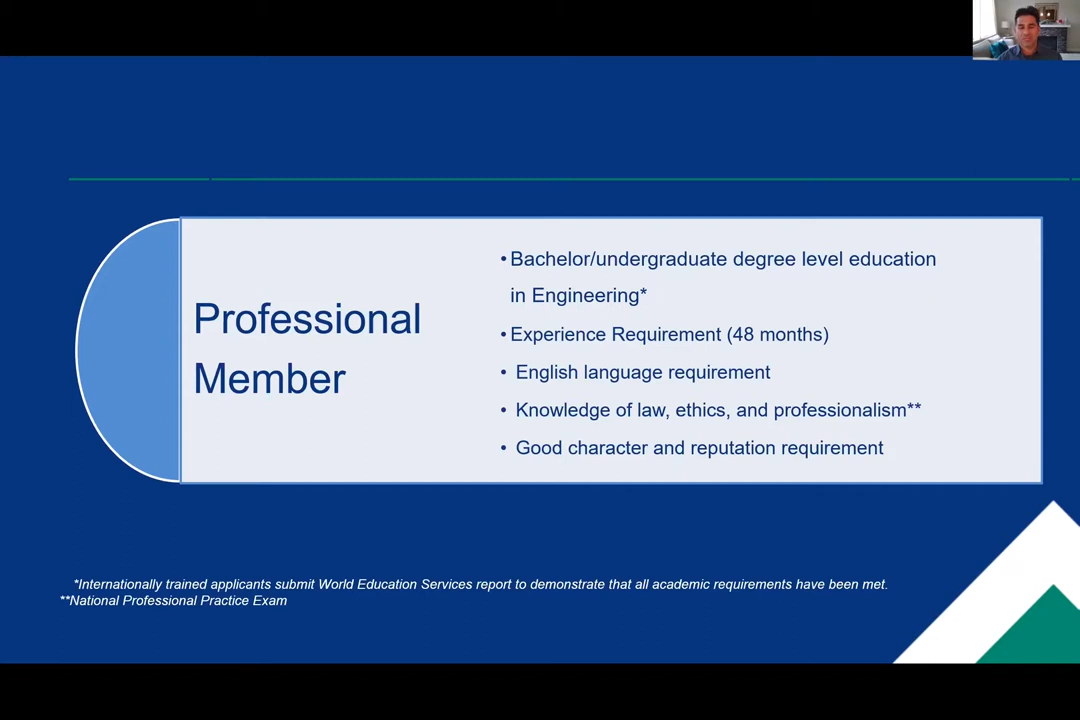 Professional
Member
•Bachelor/undergraduate degree level education
in Engineering*
•Experience Requirement (48 months)
• English language requirement
• Knowledge of law, ethics, and professionalism**
• Good character and reputation requirement
*Internationally trained applicants submit World Education Services report to demonstrate that all academic requirements have been met.
**National Professional Practice Exam